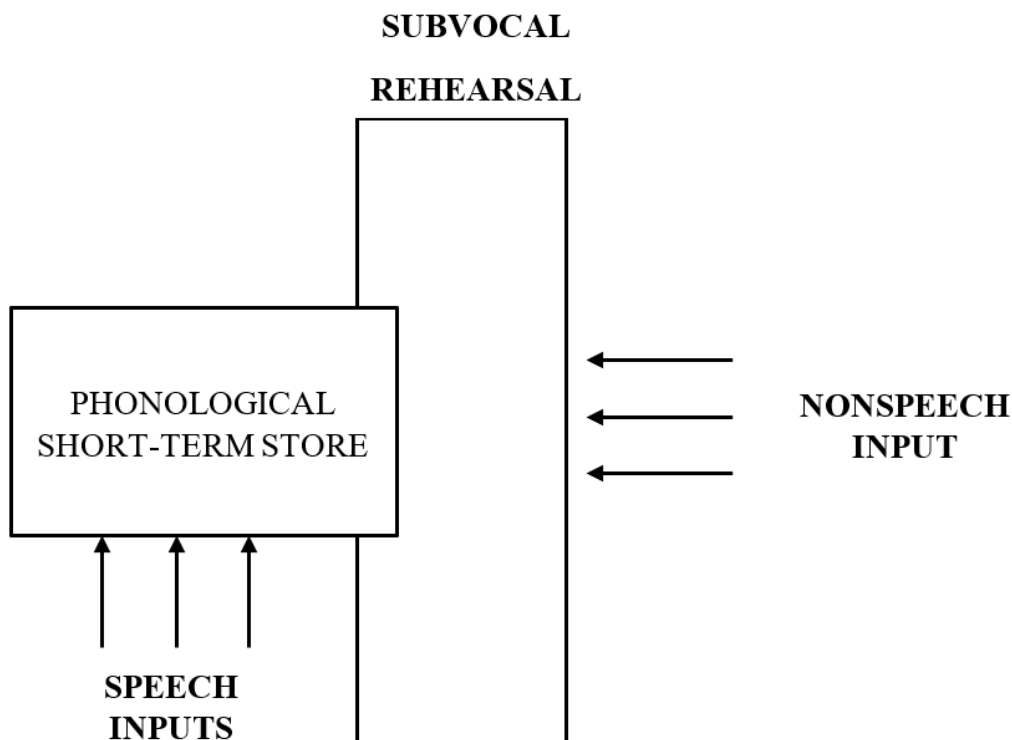 SUBVOCAL
REHEARSAL
PHONOLOGICAL
SHORT-TERM STORE
NONSPEECH
INPUT
SPEECH
INPUTS